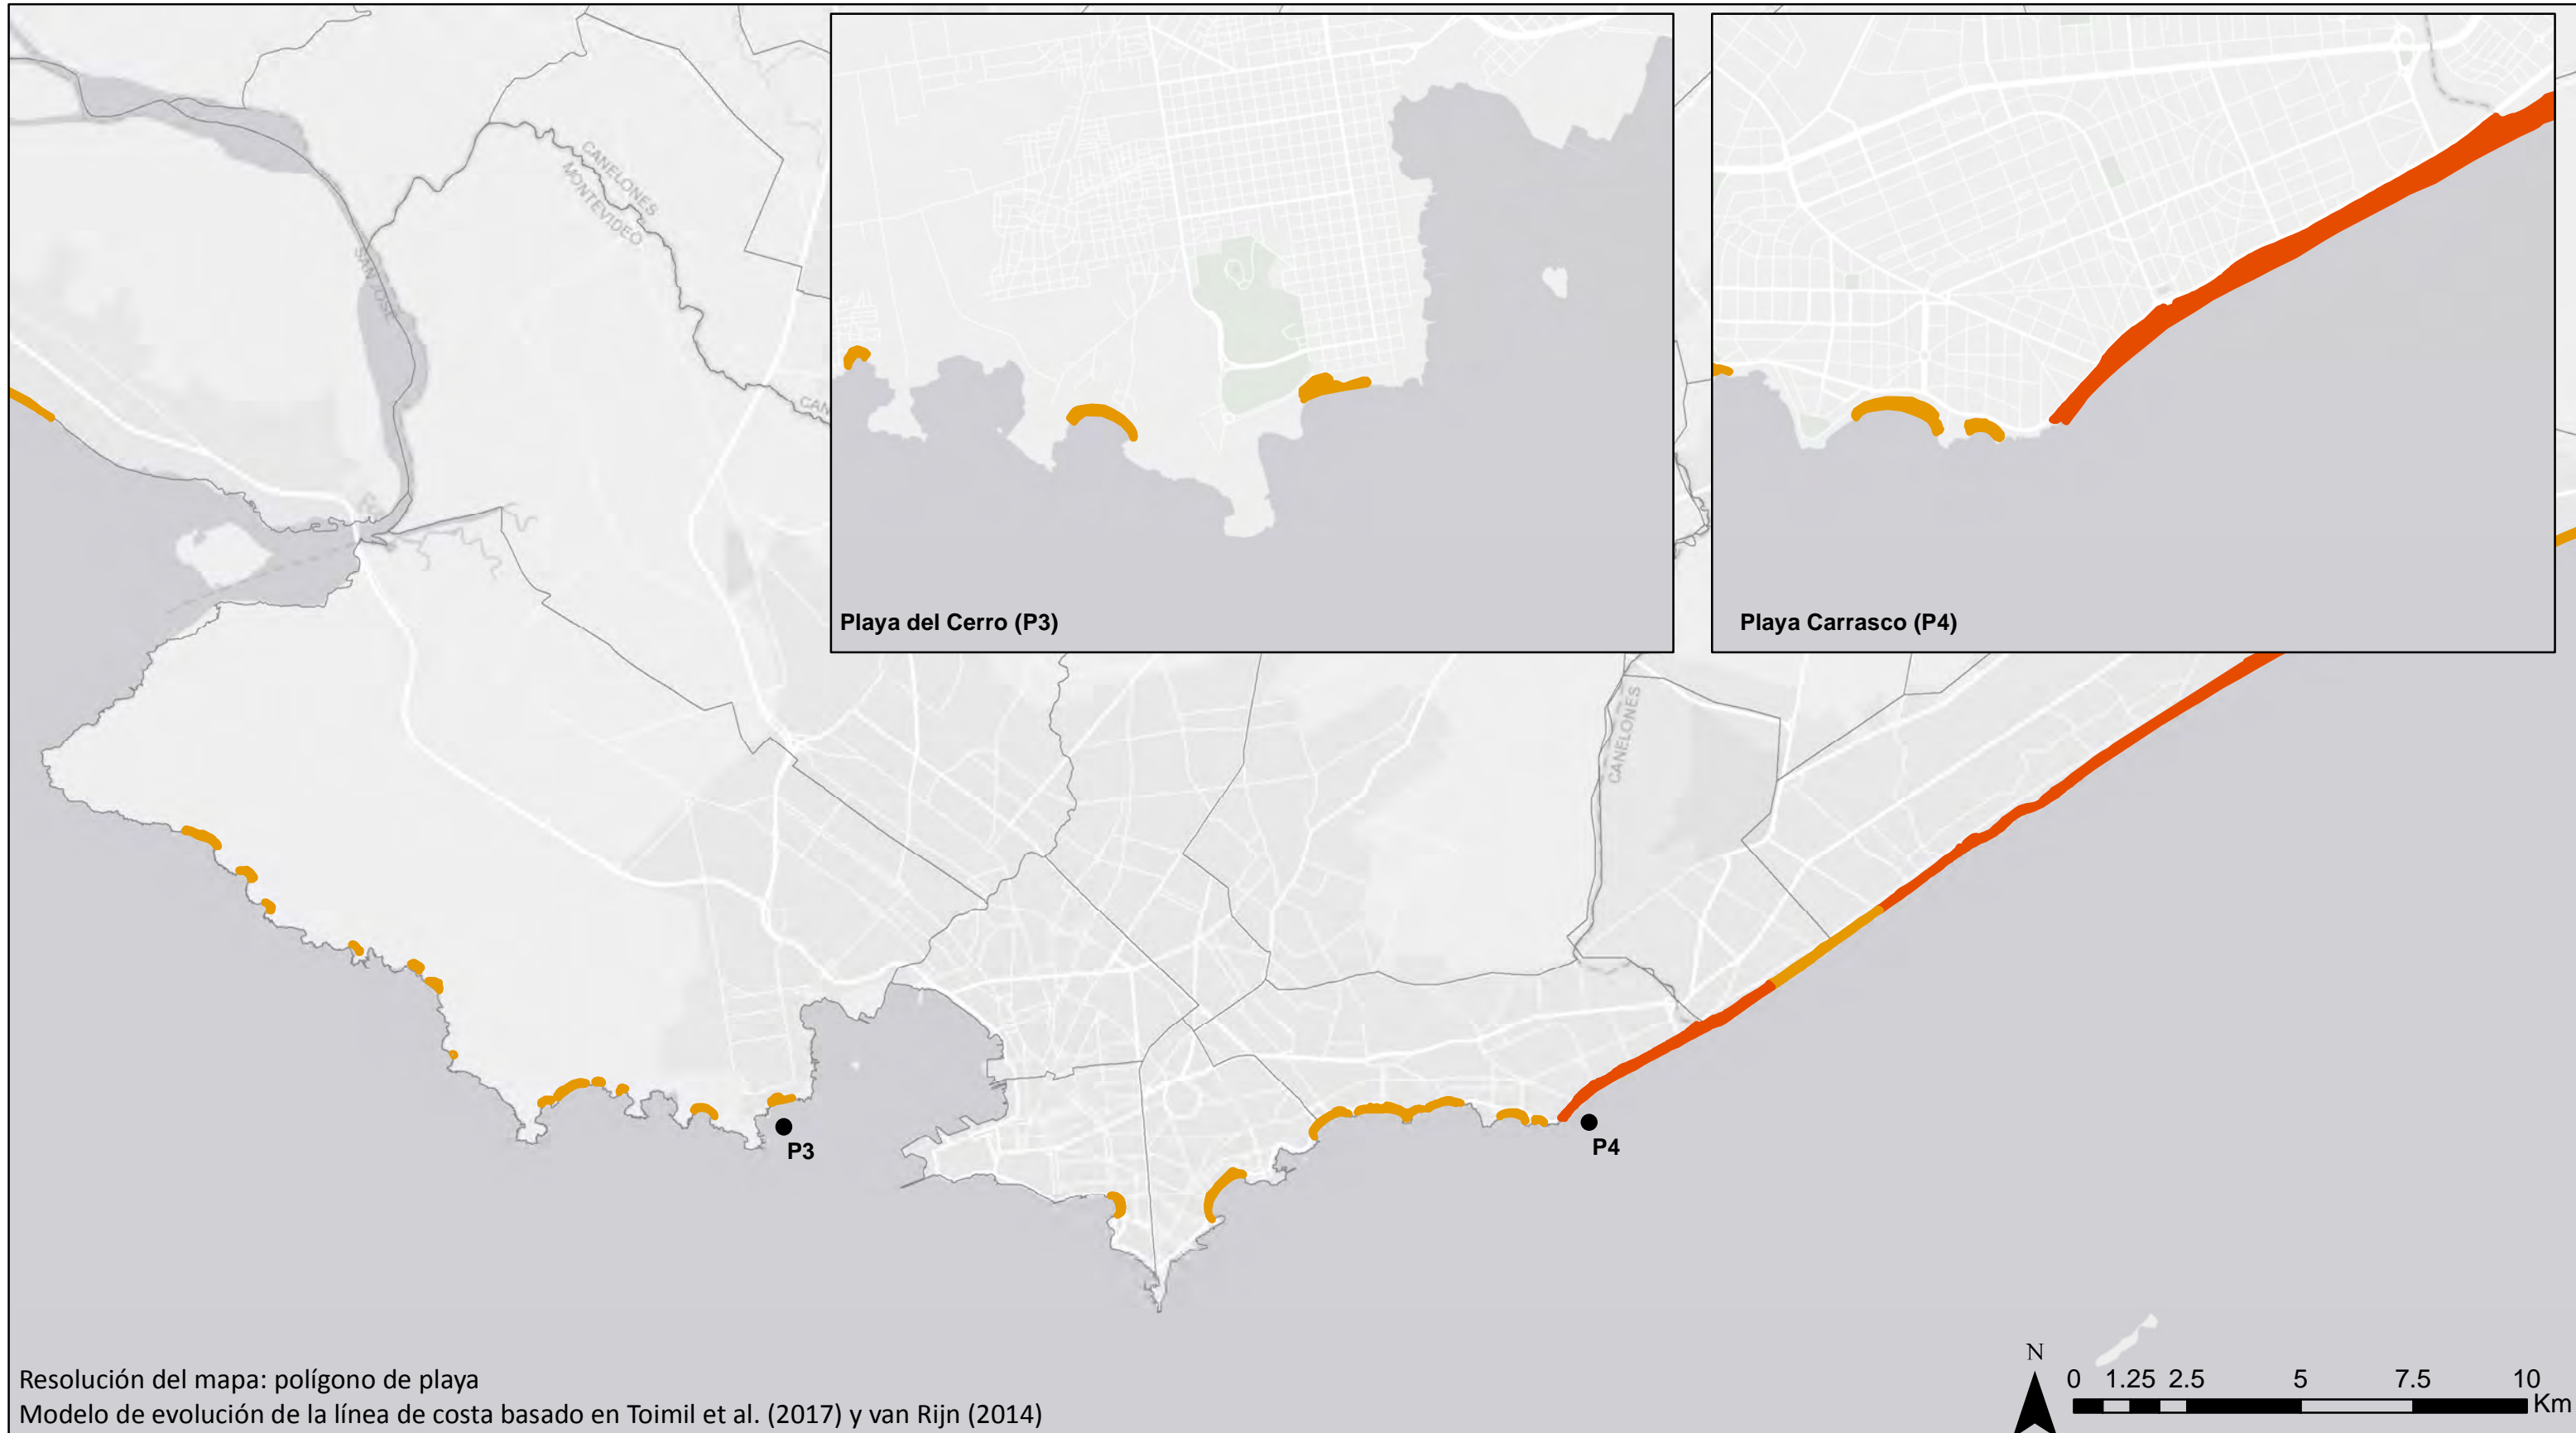 CANELONES
MONTEVIDEO
SAN JOSE
CAN
Playa del Cerro (P3)
Playa Carrasco (P4)
CANELONES
P3
P4
Resolución del mapa: polígono de playa
Modelo de evolución de la línea de costa basado en Toimil et al. (2017) y van Rijn (2014)
N
0 1.25 2.5 5 7.5 10
Km